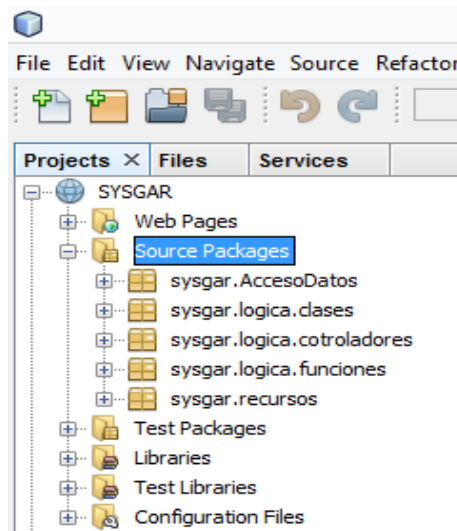 File Edit View Navigate Source Refactor
Projects × Files Services
SYSGAR
Web Pages
Source Packages
sysgar.AccesoDatos
sysgar.logica.clases
sysgar.logica.cotroladores
sysgar.logica.funciones
sysgar.recursos
Test Packages
Libraries
Test Libraries
Configuration Files